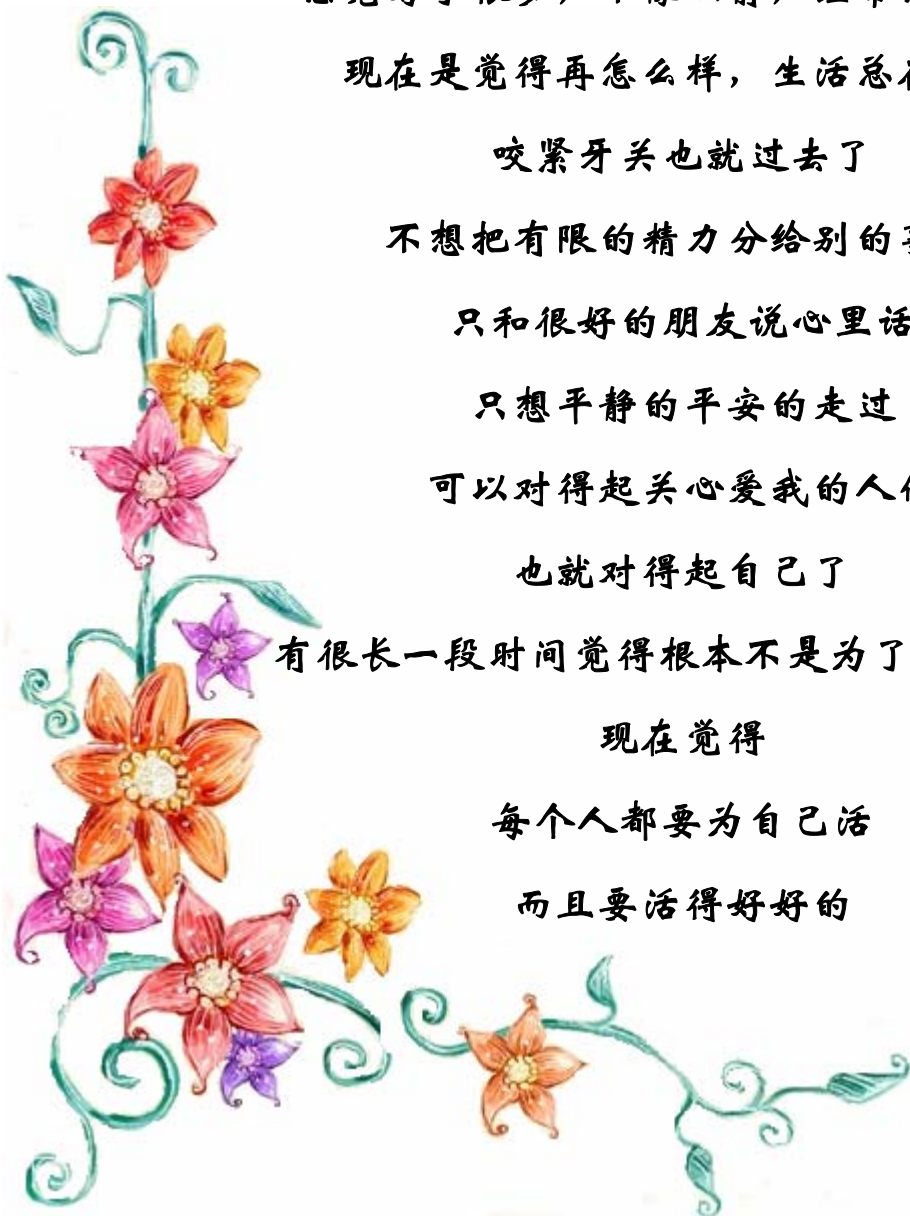 现在是觉得再怎么样，生活总
咬紧牙关也就过去了
不想把有限的精力分给别的
只和很好的朋友说心里话
只想平静的平安的走过
可以对得起关心爱我的人
也就对得起自己了
有很长一段时间觉得根本不是为了
现在觉得
每个人都要为自己活
而且要活得好好的